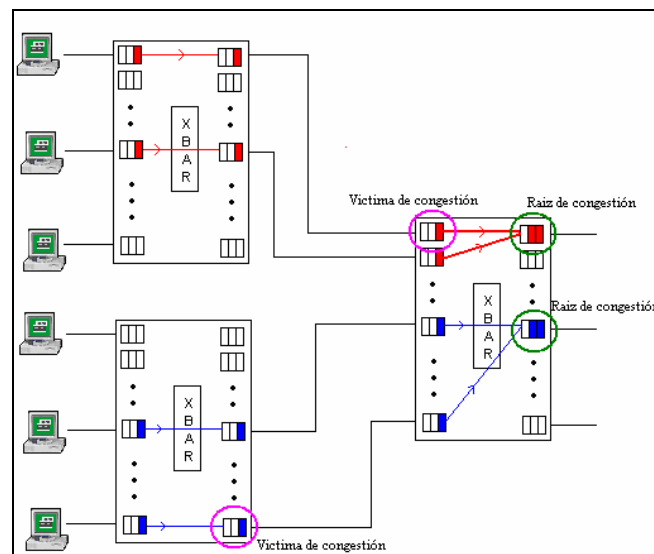 X
B
A
R
Victima de congestión
Raiz de congestión
X
B
A
R
Raiz de congestión
X
B
A
R
Victima de congestión